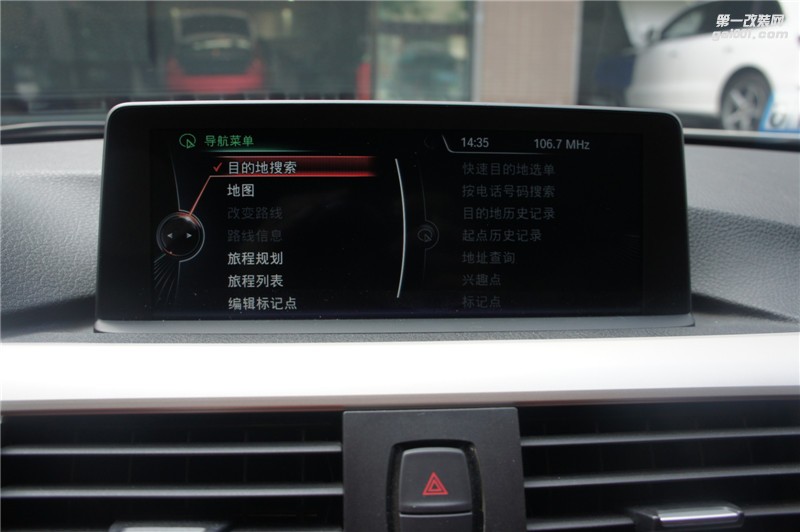 第一改装网
gai001.com
导航菜单
14:35 106.7 MHz
目的地搜索
地图
改变路线
路线信息
旅程规划
旅程列表
编辑标记点
快速目的地选单
按电话号码搜索
目的地历史记录
起点历史记录
地址查询
兴趣点
标记点